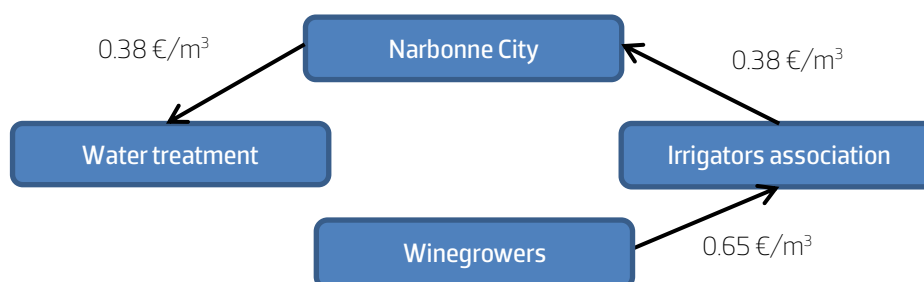 Narbonne City
0.38 €/m³
0.38 €/m³
Water treatment
Irrigators association
Winegrowers
0.65 €/m³